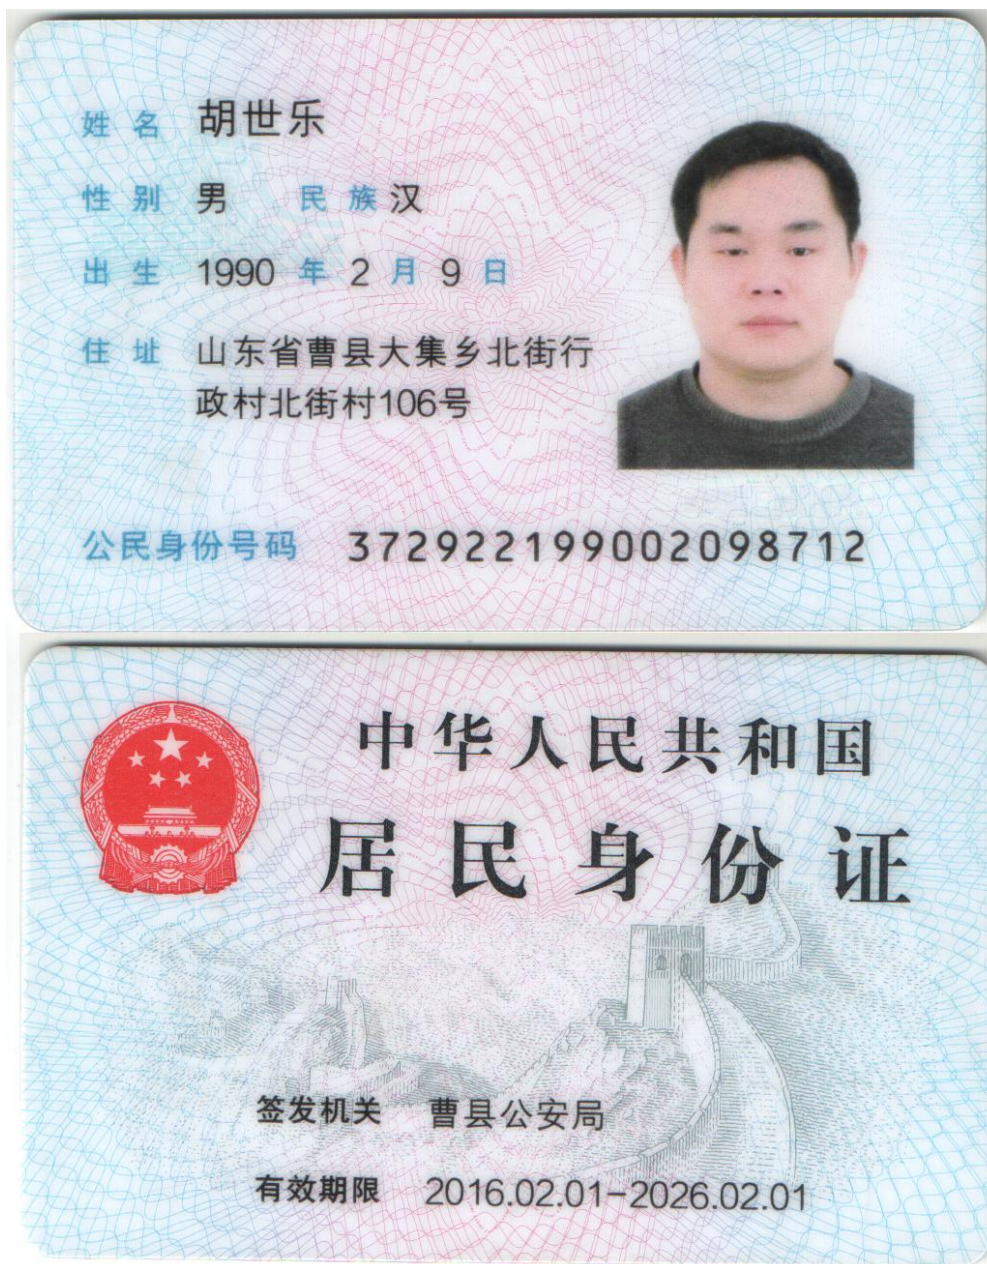 姓名 胡世乐
性别 男 民族 汉
出生 1990 年 2 月 9 日
住址 山东省曹县大集乡北街行
政村北街村106号
公民身份号码 372922199002098712
中华人民共和国
居民身份证
签发机关 曹县公安局
有效期限 2016.02.01-2026.02.01